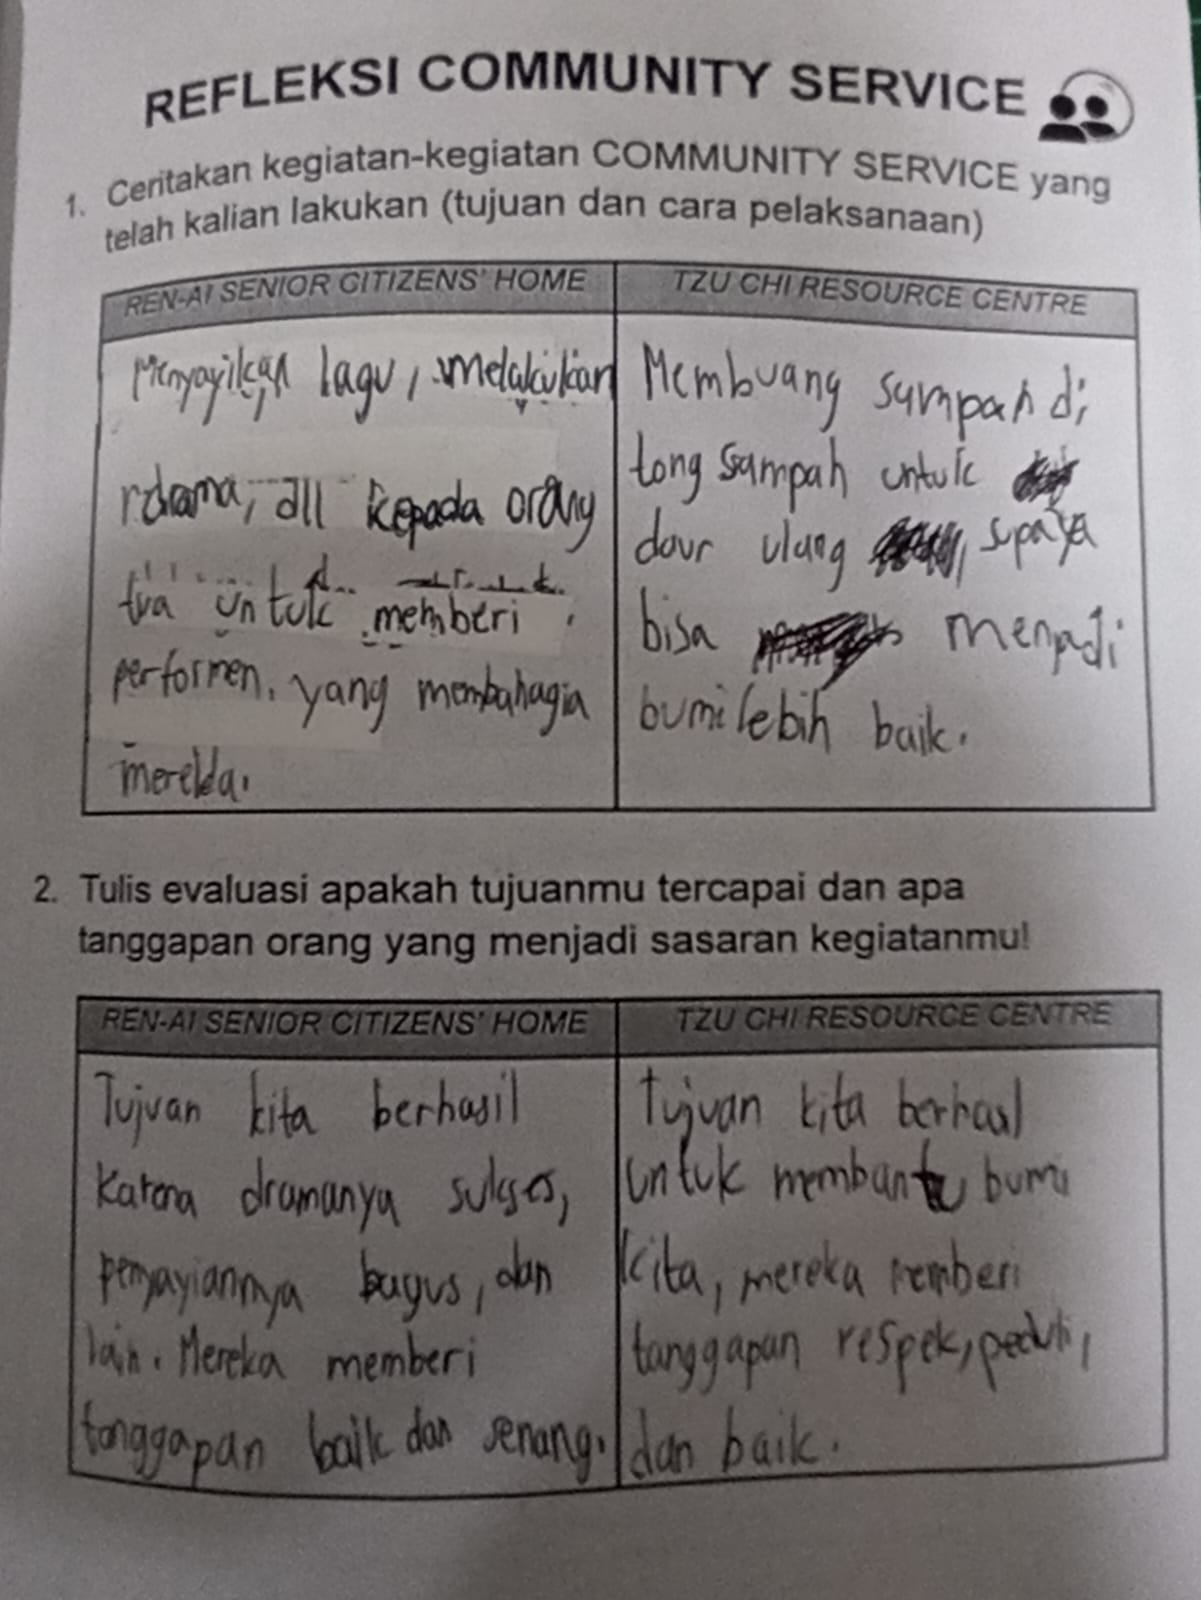 REFLEKSI COMMUNITY SERVICE
1. Ceritakan kegiatan-kegiatan COMMUNITY SERVICE yang
telah kalian lakukan (tujuan dan cara pelaksanaan)
REN-AI SENIOR CITIZENS' HOME
Menyayikan lagu, melakukan
drama, dll kepada orang
tua untuk memberi
performen, yang membahagia
mereka.
TZU CHI RESOURCE CENTRE
Membuang sampah di
tong sampah untuk
daur ulang, supaya
bisa menjadi
bumi lebih baik.
2. Tulis evaluasi apakah tujuanmu tercapai dan apa
tanggapan orang yang menjadi sasaran kegiatanmu!
REN-AI SENIOR CITIZENS' HOME
Tujuan kita berhasil
Karena dramanya sukses,
penyayiannya bagus, dan
lain. Mereka memberi
tanggapan baik dan senang.
TZU CHI RESOURCE CENTRE
Tujuan kita berhasil
untuk membantu bumi
kita, mereka memberi
tanggapan respek, peduli,
dan baik.